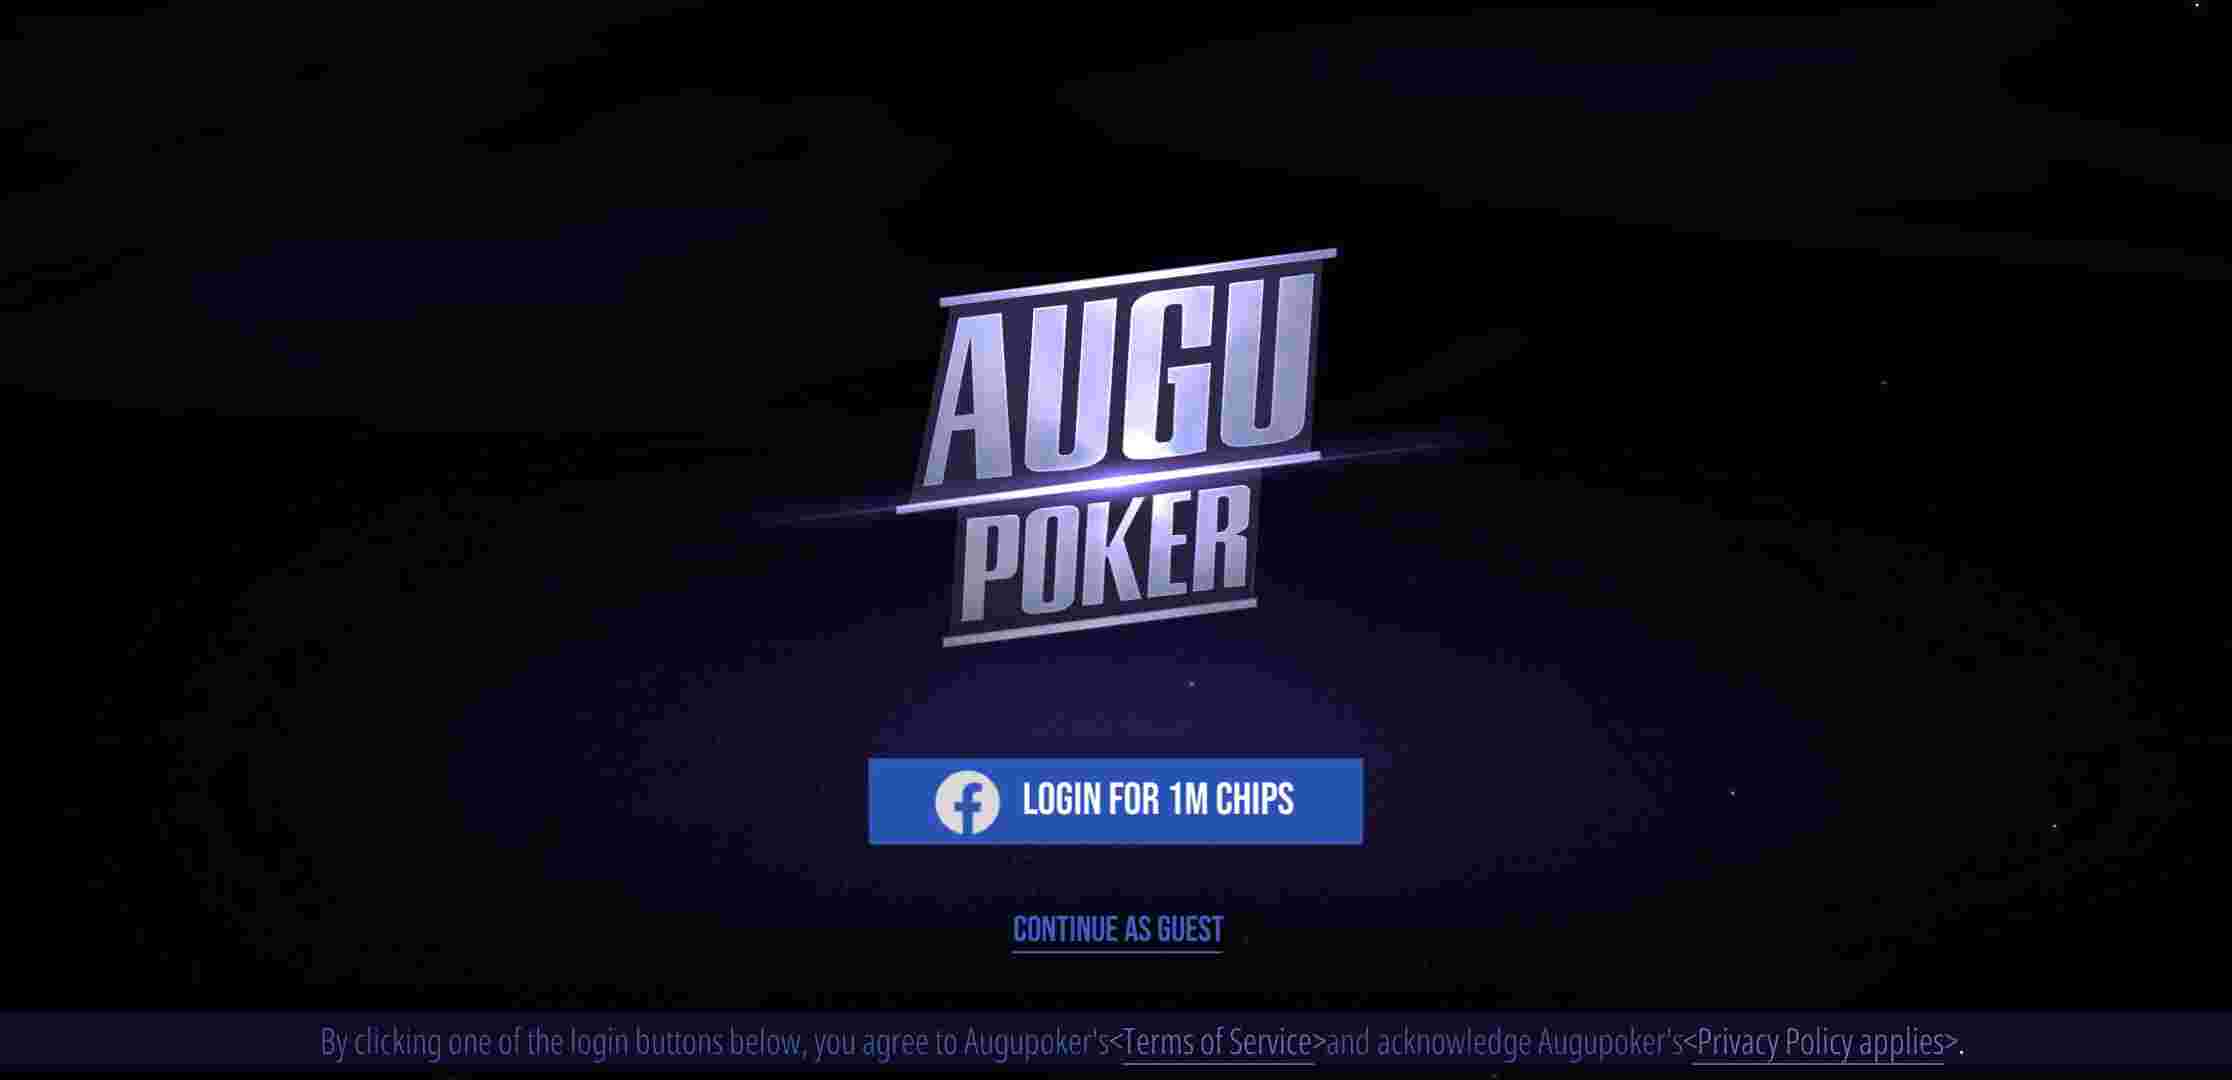 AUGU
POKER
LOGIN FOR 1M CHIPS
CONTINUE AS GUEST
By clicking one of the login buttons below, you agree to Augupoker's<Terms of Service>and acknowledge Augupoker's<Privacy Policy applies>.